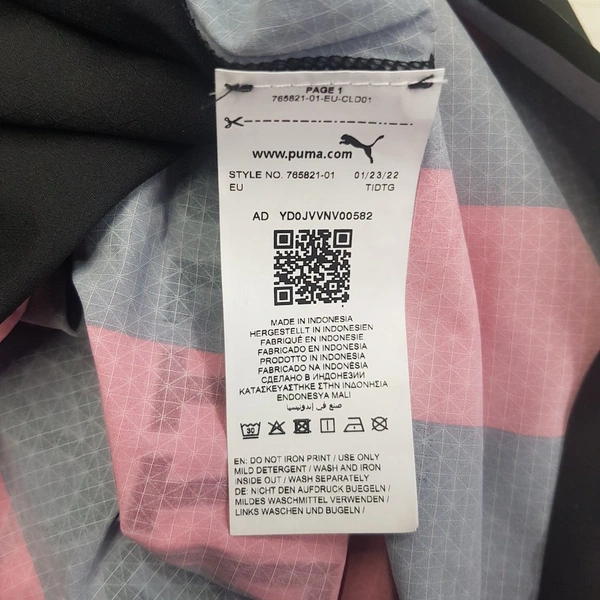 PAGE 1
765821-01-EU-CLD01
www.puma.com
STYLE NO. 765821-01 01/23/22
EU TIDTG
AD YD0JVVNV00582
MADE IN INDONESIA
HERGESTELLT IN INDONESIEN
FABRIQUÉ EN INDONESIE
FABRICADO EN INDONESIA
PRODOTTO IN INDONESIA
FABRICADO NA INDONÉSIA
СДЕЛАНО В ИНДОНЕЗИИ
ΚΑΤΑΣΚΕΥΑΣΤΗΚΕ ΣΤΗΝ ΙΝΔΟΝΗΣΙΑ
ENDONESYA MALI
صنع في إندونيسيا
30
EN: DO NOT IRON PRINT / USE ONLY
MILD DETERGENT / WASH AND IRON
INSIDE OUT / WASH SEPARATELY
DE: NICHT DEN AUFDRUCK BUEGELN /
MILDES WASCHMITTEL VERWENDEN /
LINKS WASCHEN UND BUGELN /